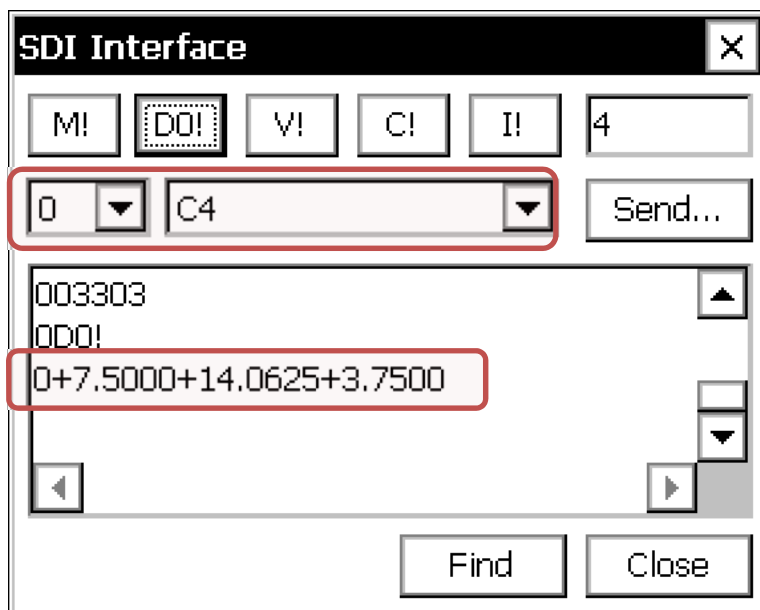 SDI Interface
M! D0! V! C! I! 4
0 C4 Send...
003303
0D0!
0+7.5000+14.0625+3.7500
Find Close